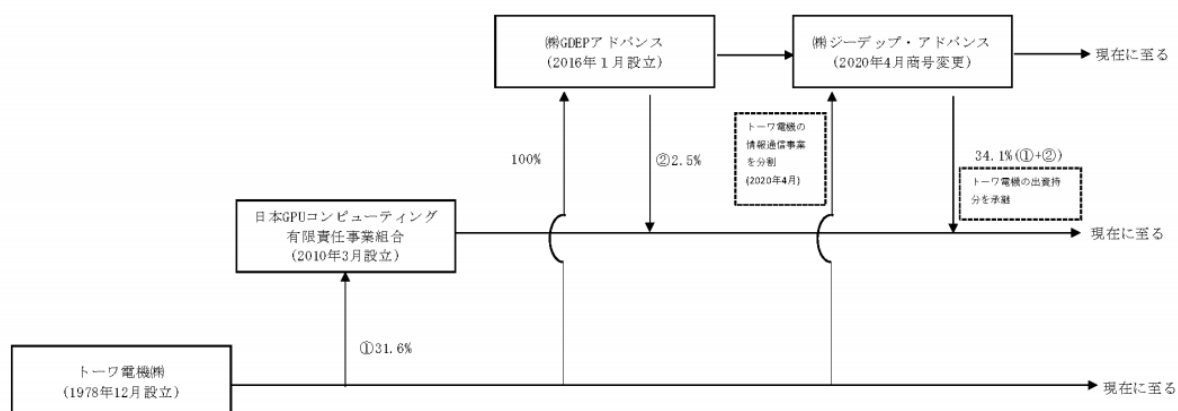 ㈱GDEPアドバンス
(2016年1月設立)
㈱ジーデップ・アドバンス
(2020年4月商号変更)
現在に至る
トーワ電機の
情報通信事業
を分割
(2020年4月)
100%
②2.5%
34.1%(①+②)
トーワ電機の出資持
分を承継
日本GPUコンピューティング
有限責任事業組合
(2010年3月設立)
現在に至る
①31.6%
トーワ電機㈱
(1978年12月設立)
現在に至る